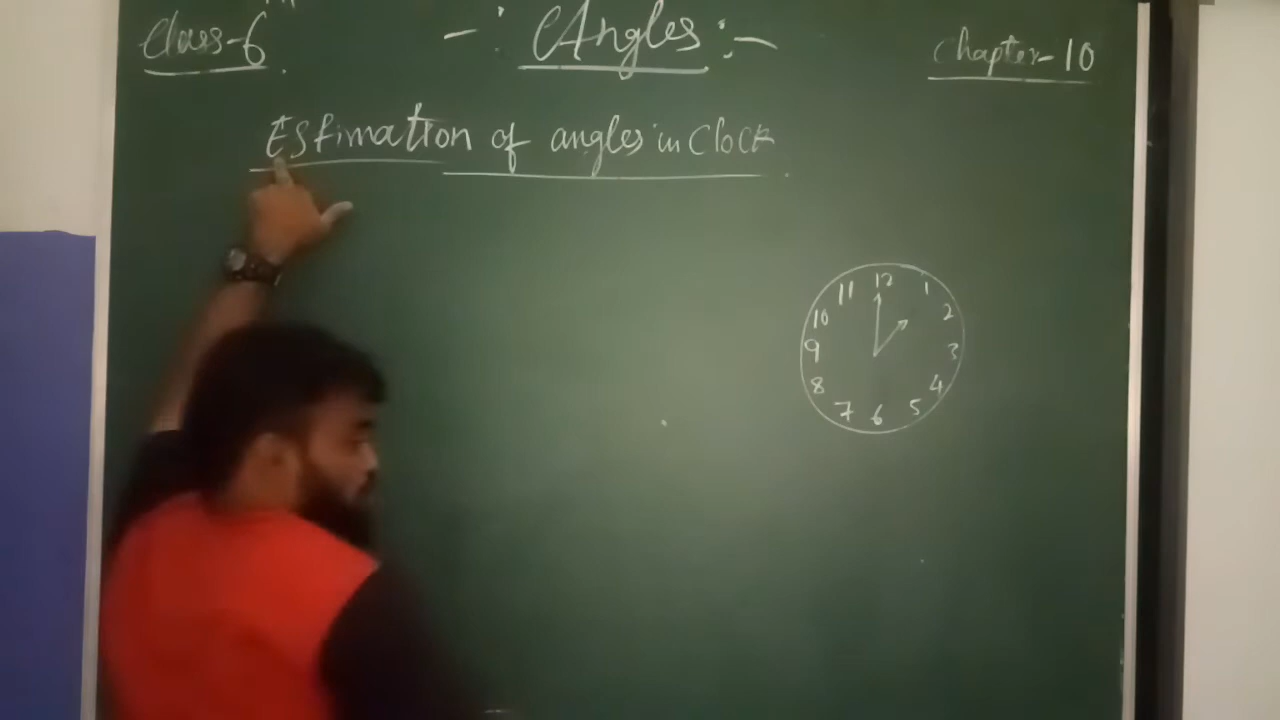 Class-6 -: Angles :- Chapter-10
Estimation of angles in Clock
12
11 1
10 2
9 3
8 4
7 6 5